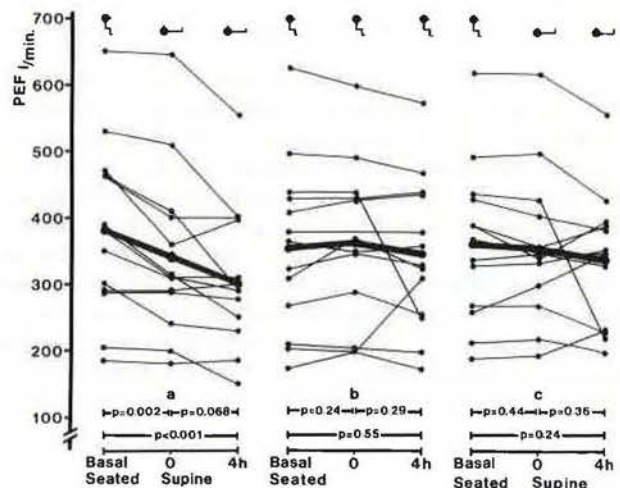 PEF l/min.
700
600
500
400
300
200
100
a b c
p=0.002 p=0.068 p=0.24 p=0.29 p=0.44 p=0.36
p<0.001 p=0.55 p=0.24
Basal 0 4h Basal 0 4h Basal 0 4h
Seated Supine Seated Seated Supine